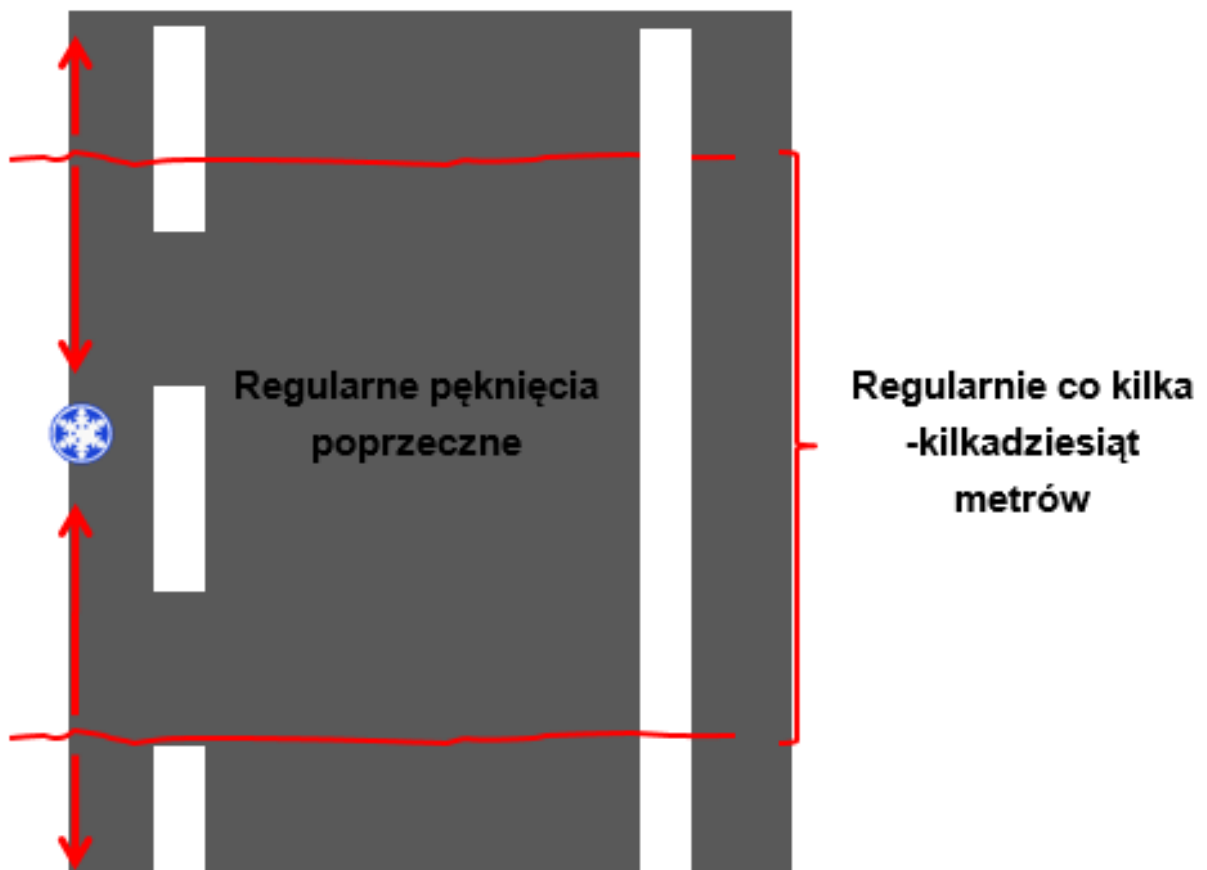 Regularne pęknięcia
poprzeczne
Regularnie co kilka
-kilkadziesiąt
metrów